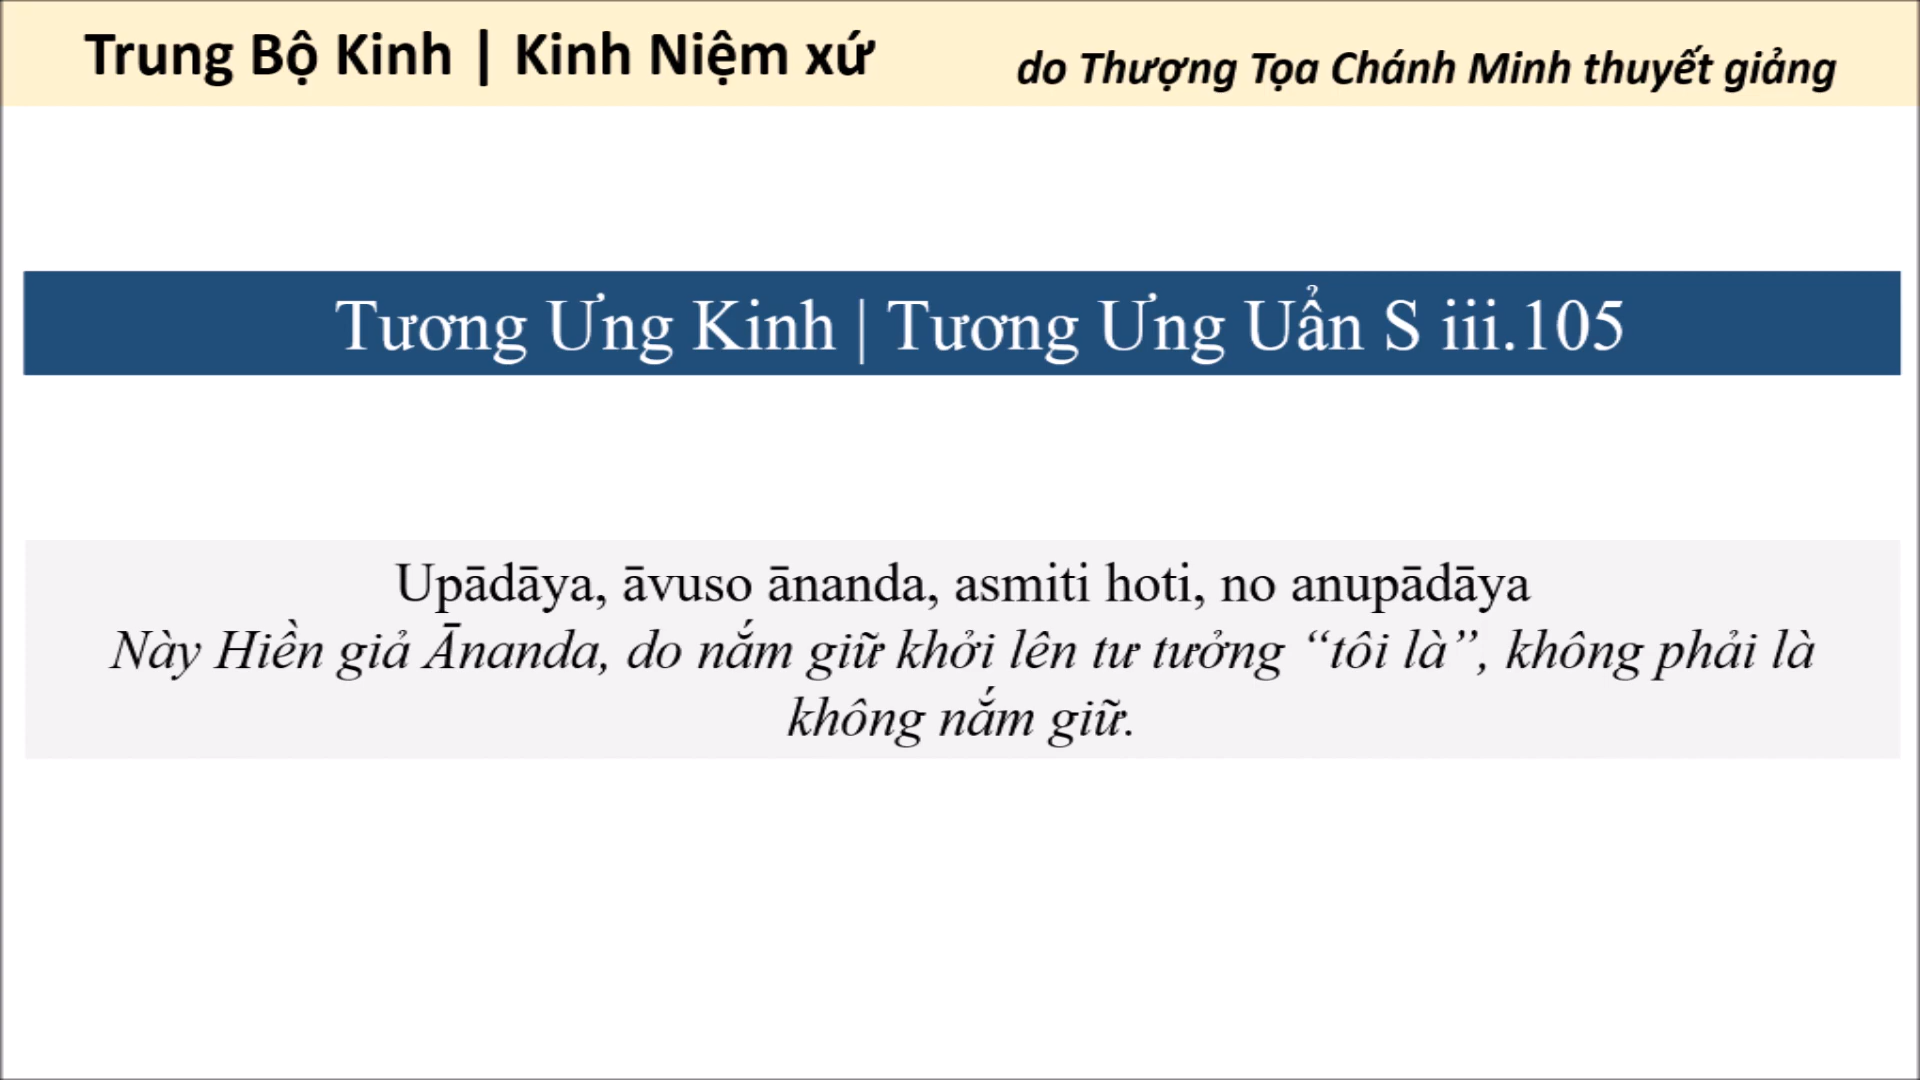 Trung Bộ Kinh | Kinh Niệm xứ
do Thượng Tọa Chánh Minh thuyết giảng
Tương Ưng Kinh | Tương Ưng Uẩn S iii.105
Upādāya, āvuso ānanda, asmiti hoti, no anupādāya
Này Hiền giả Ānanda, do nắm giữ khởi lên tư tưởng “tôi là”, không phải là
không nắm giữ.